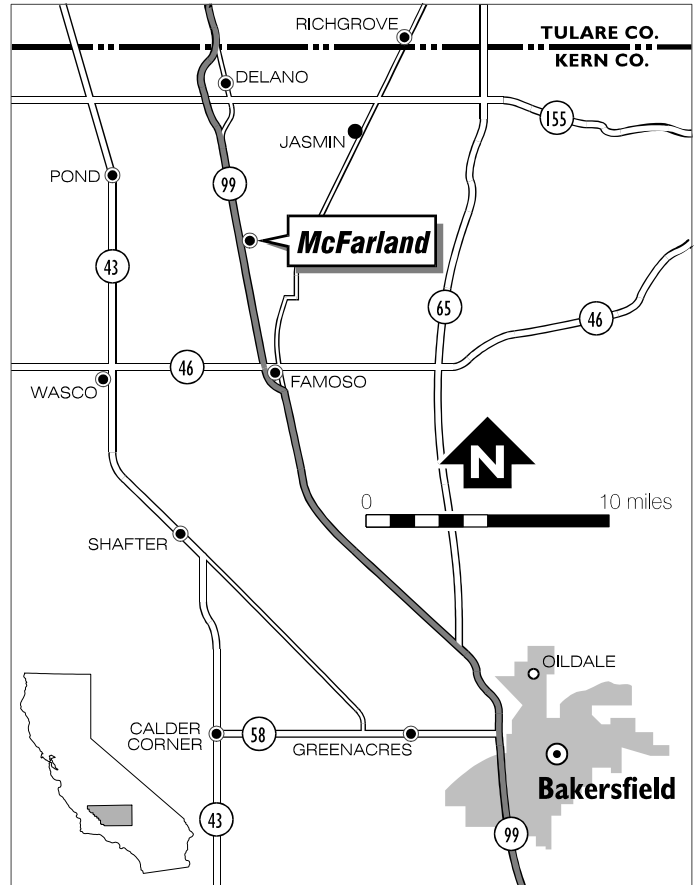 RICHGROVE
TULARE CO.
KERN CO.
DELANO
155
JASMIN
POND
99
McFarland
43
65
46
46
WASCO
FAMOSO
N
0
10 miles
SHAFTER
OILDALE
CALDER
CORNER
58
GREENACRES
Bakersfield
43
99